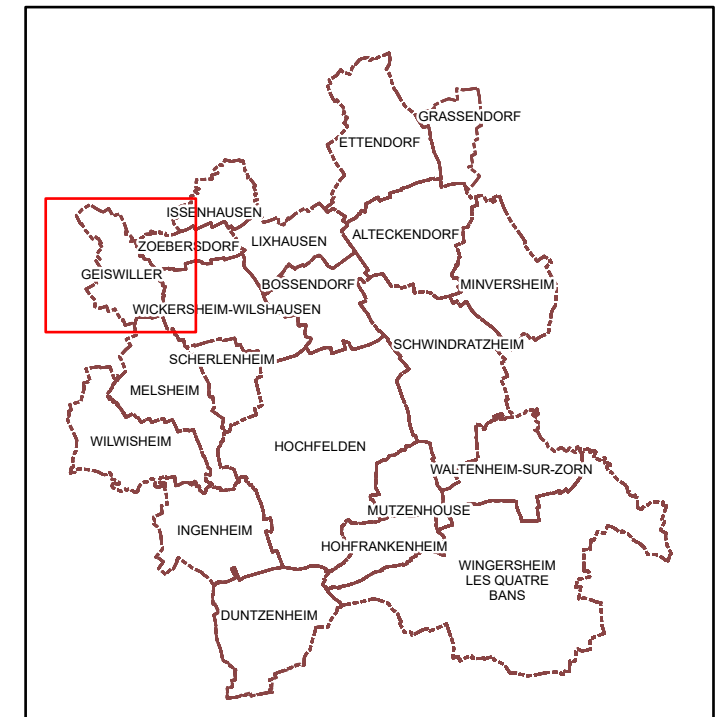 GRASSENDORF
ETTENDORF
ISSENHAUSEN
ALTECKENDORF
LIXHAUSEN
ZOEBERSDORF
GEISWILLER
BOSSENDORF
MINVERSHEIM
WICKERSHEIM-WILSHAUSEN
SCHWINDRATZHEIM
SCHERLENHEIM
MELSHEIM
WILWISHEIM
HOCHFELDEN
WALTENHEIM-SUR-ZORN
MUTZENHOUSE
INGENHEIM
HOHFRANKENHEIM
WINGERSHEIM
LES QUATRE
BANS
DUNTZENHEIM